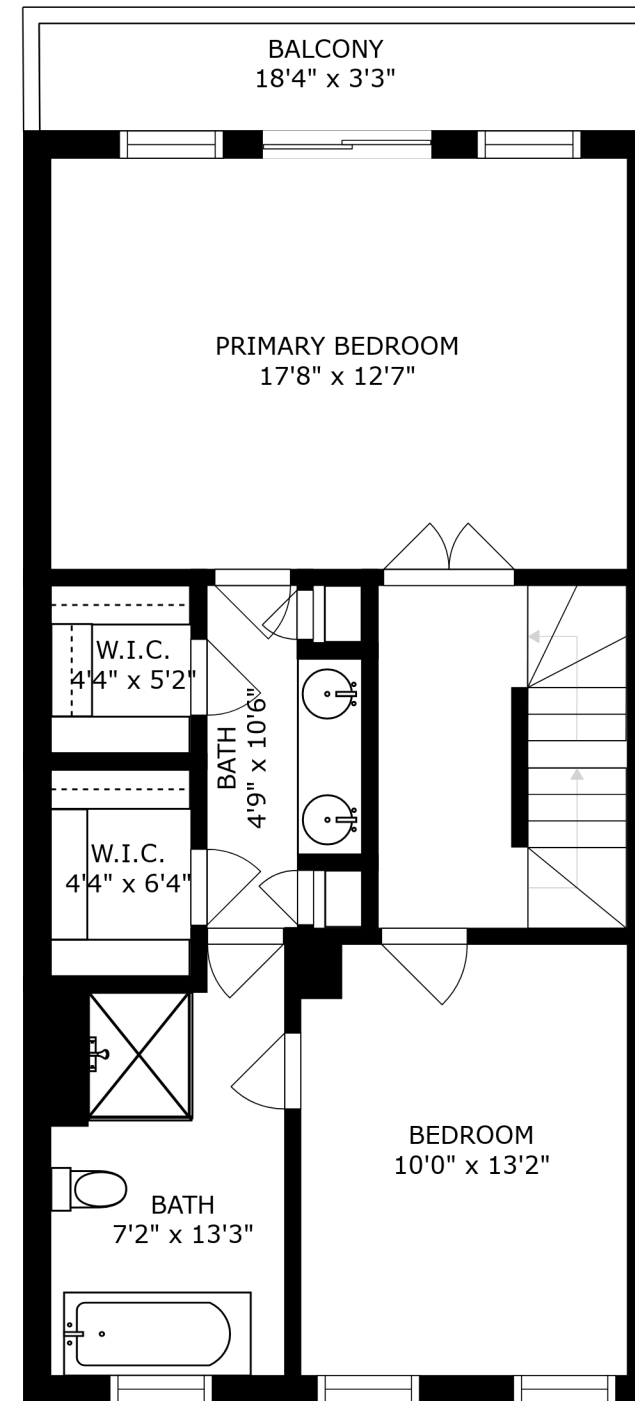 BALCONY
18'4" x 3'3"
PRIMARY BEDROOM
17'8" x 12'7"
W.I.C.
4'4" x 5'2"
BATH
4'9" x 10'6"
W.I.C.
4'4" x 6'4"
BEDROOM
10'0" x 13'2"
BATH
7'2" x 13'3"